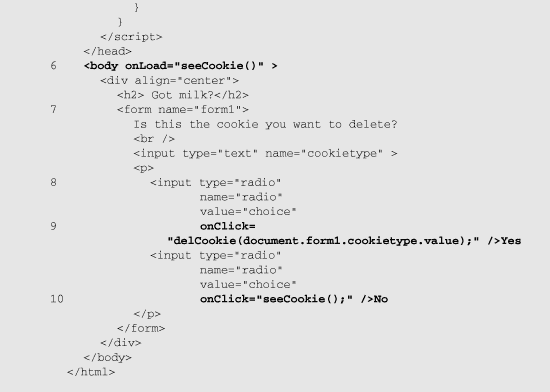 }
}
</script>
</head>
6 <body onLoad="seeCookie()" >
<div align="center">
<h2> Got milk?</h2>
7 <form name="form1">
Is this the cookie you want to delete?
<br />
<input type="text" name="cookietype" >
<p>
8 <input type="radio"
name="radio"
value="choice"
9 onClick=
"delCookie(document.form1.cookietype.value);" />Yes
<input type="radio"
name="radio"
value="choice"
10 onClick="seeCookie();" />No
</p>
</form>
</div>
</body>
</html>